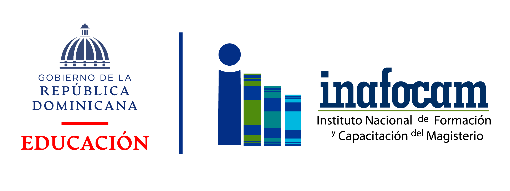 GOBIERNO DE LA
REPÚBLICA
DOMINICANA
EDUCACIÓN
inafocam
Instituto Nacional de Formación
y Capacitación del Magisterio